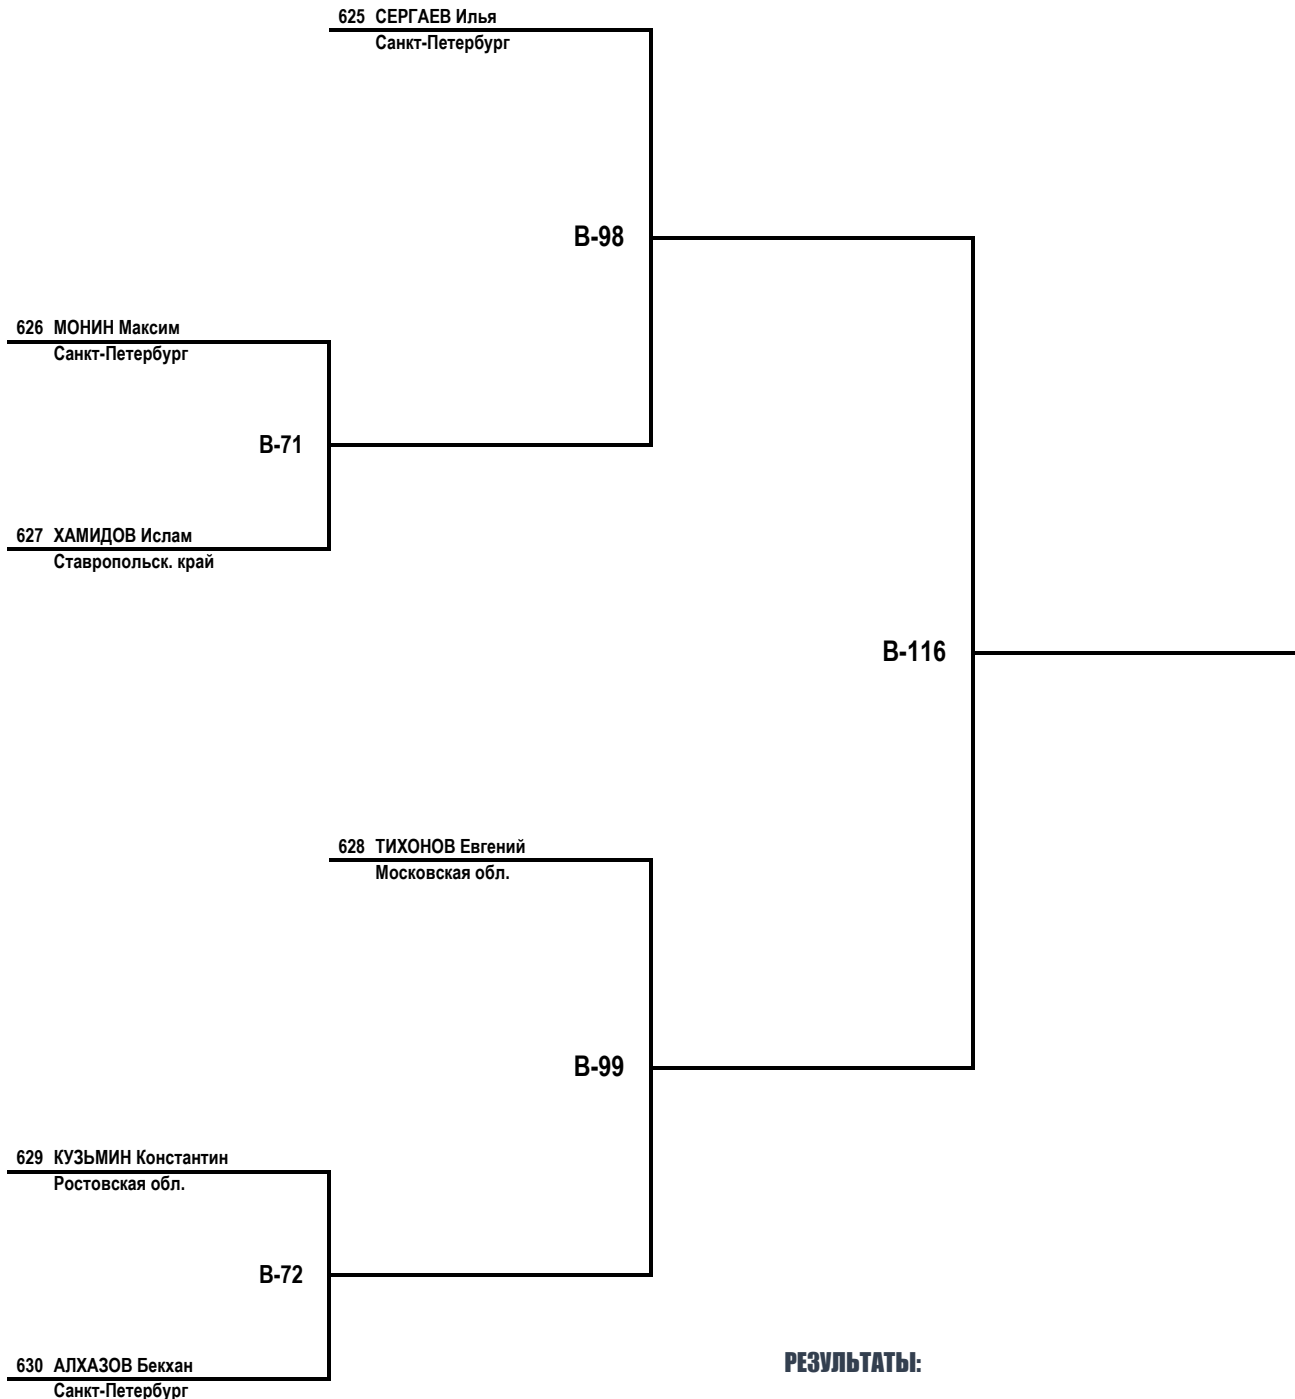 625 СЕРГАЕВ Илья
Санкт-Петербург
B-98
626 МОНИН Максим
Санкт-Петербург
B-71
627 ХАМИДОВ Ислам
Ставропольск. край
B-116
628 ТИХОНОВ Евгений
Московская обл.
B-99
629 КУЗЬМИН Константин
Ростовская обл.
B-72
630 АЛХАЗОВ Бекхан
Санкт-Петербург
РЕЗУЛЬТАТЫ: